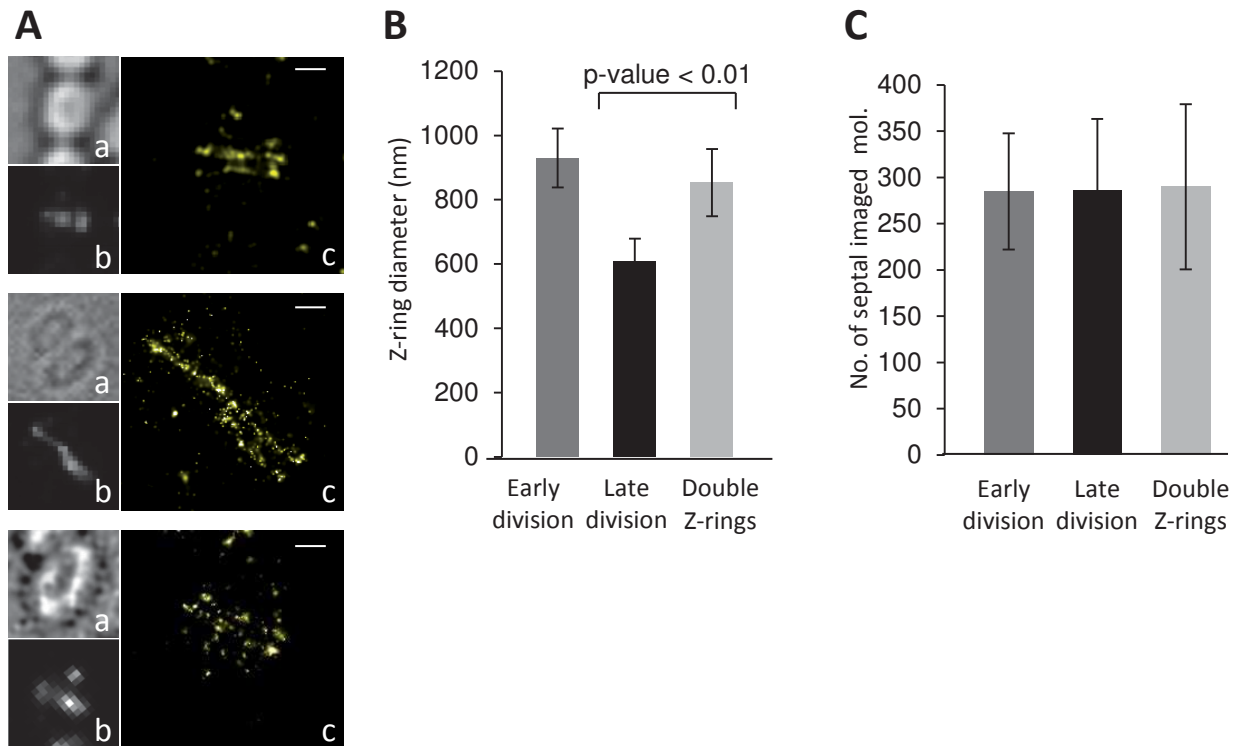 A
a
b
c
a
b
c
a
b
c
B
1200
1000
800
600
400
200
0
Z-ring diameter (nm)
p-value < 0.01
Early
division
Late
division
Double
Z-rings
C
400
350
300
250
200
150
100
50
0
No. of septal imaged mol.
Early
division
Late
division
Double
Z-rings